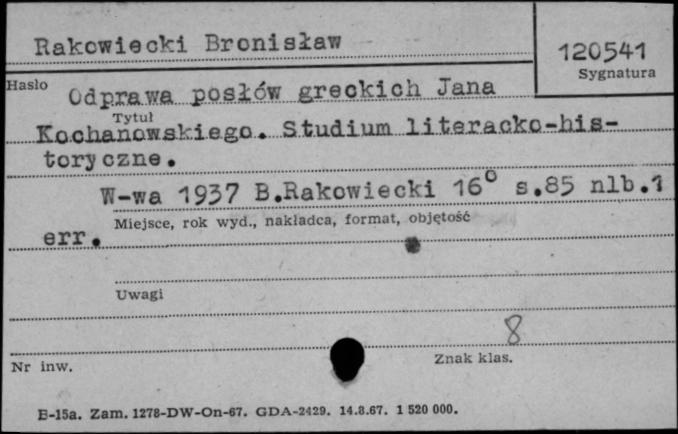 Rakowiecki Bronisław
120541
Sygnatura
Hasło
Odprawa posłów greckich Jana
Tytuł
Kochanowskiego. Studium literacko-his-
toryczne.
W-wa 1937 B.Rakowiecki 16° s.85 nlb.1
Miejsce, rok wyd., nakładca, format, objętość
err.
Uwagi
8
Nr inw.
Znak klas.
B-15a. Zam. 1278-DW-On-67. GDA-2429. 14.8.67. 1 520 000.